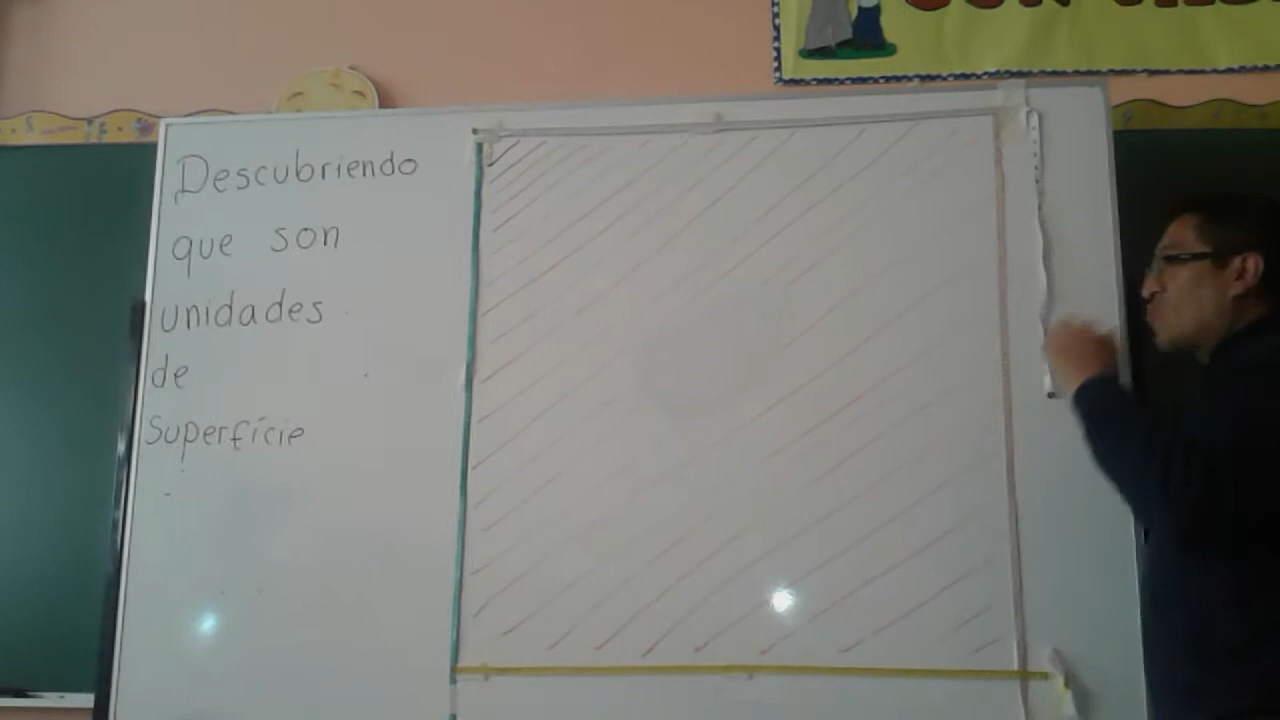 Descubriendo
que son
unidades
de
Superficie